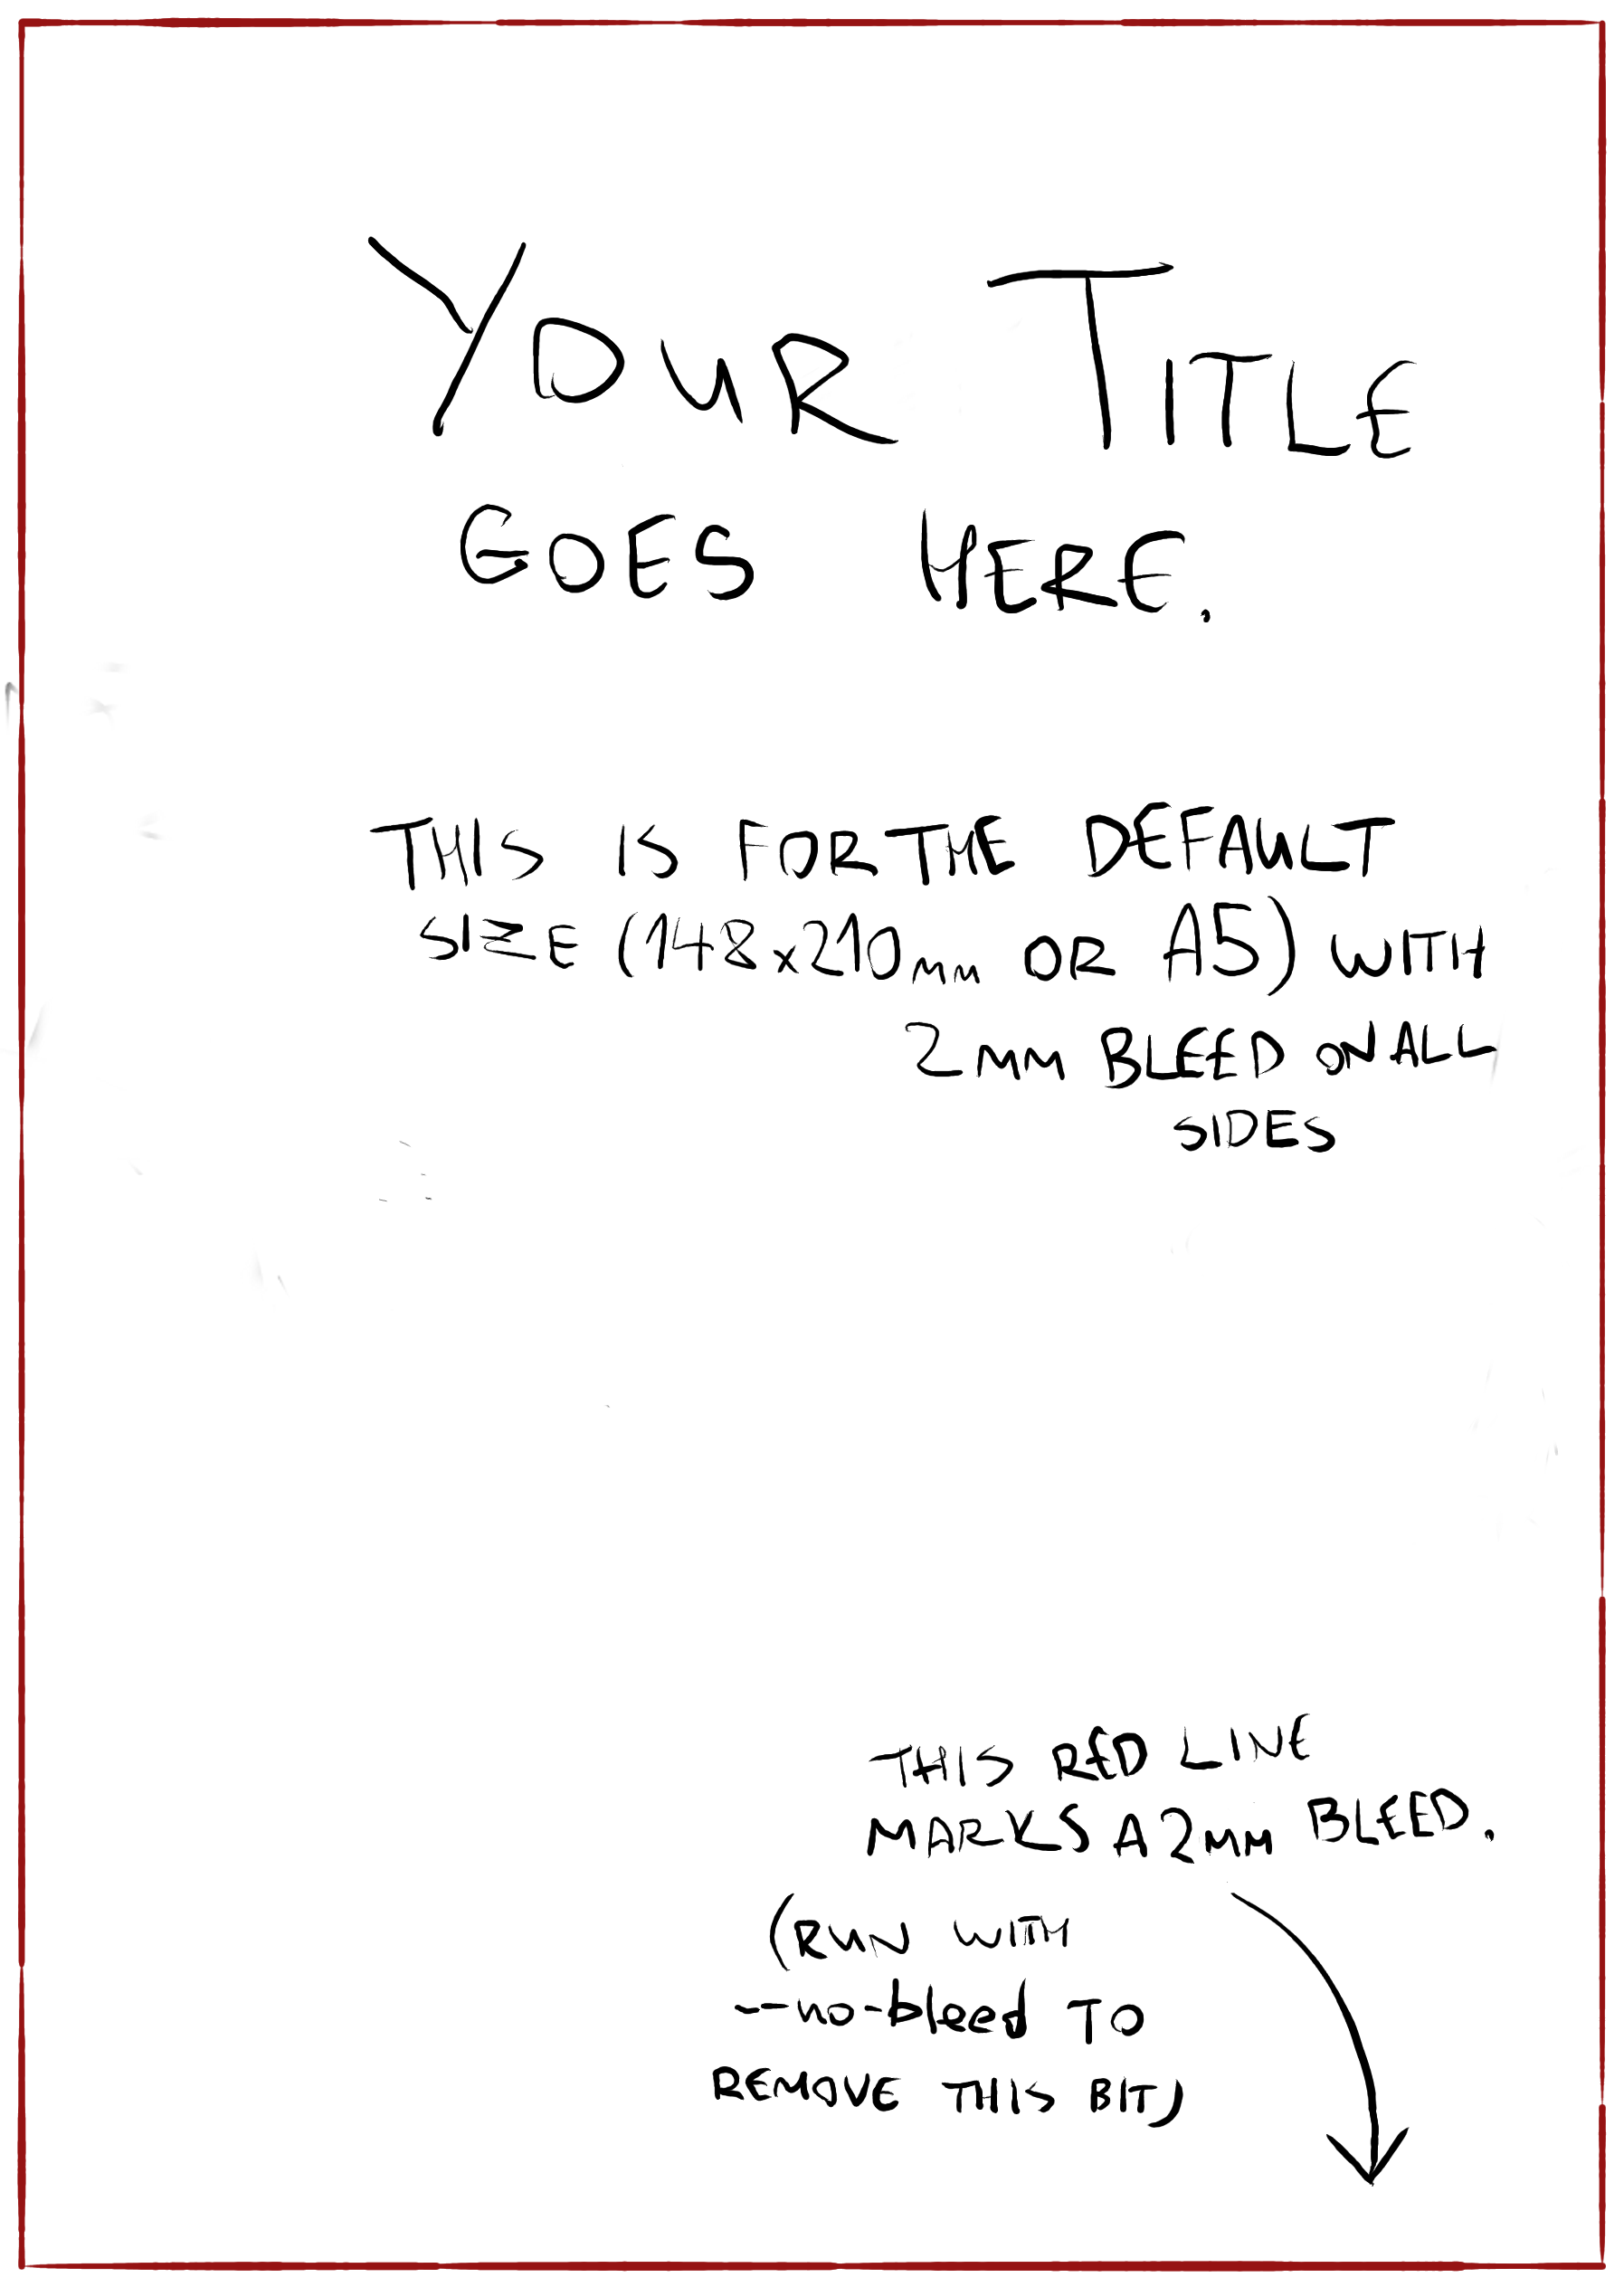 YOUR TITLE
GOES HERE.
THIS IS FOR THE DEFAULT
SIZE (148x210mm OR A5) WITH
2mm BLEED ON ALL
SIDES
THIS RED LINE
MARKS A 2mm BLEED.
(RUN WITH
--no-bleed TO
REMOVE THIS BIT)